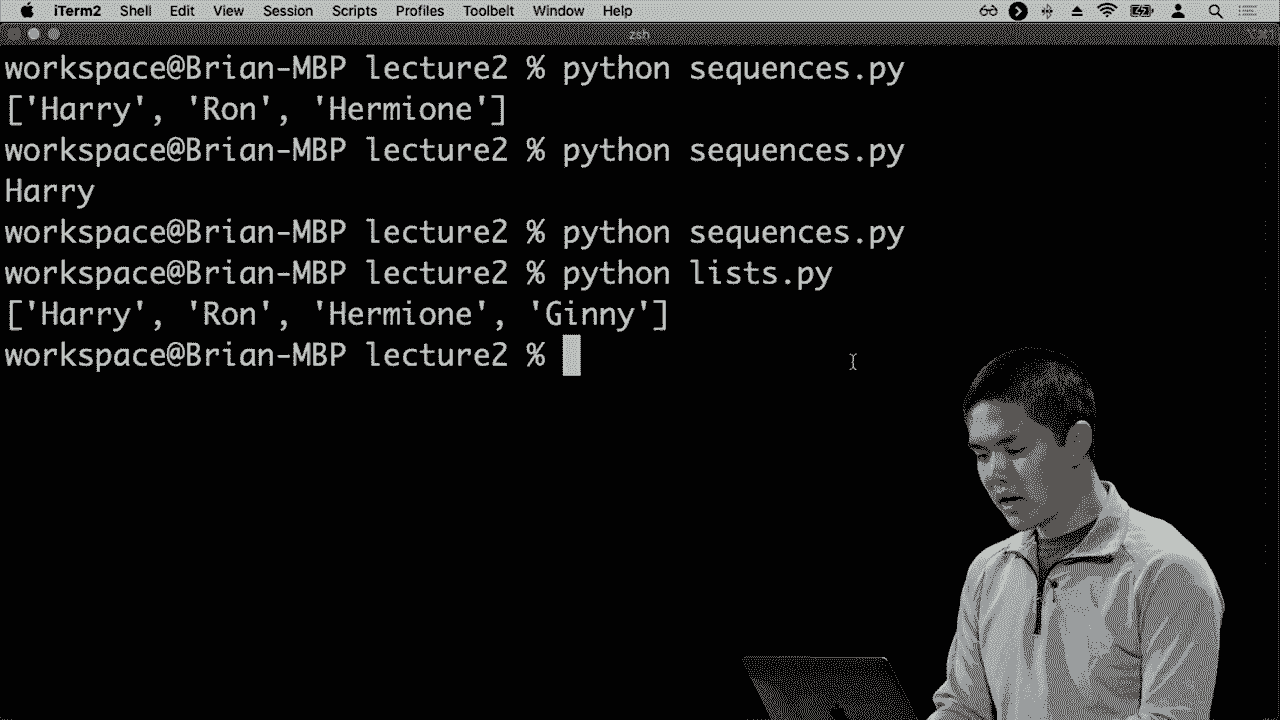 iTerm2 Shell Edit View Session Scripts Profiles Toolbelt Window Help
zsh
workspace@Brian-MBP lecture2 % python sequences.py
['Harry', 'Ron', 'Hermione']
workspace@Brian-MBP lecture2 % python sequences.py
Harry
workspace@Brian-MBP lecture2 % python sequences.py
workspace@Brian-MBP lecture2 % python lists.py
['Harry', 'Ron', 'Hermione', 'Ginny']
workspace@Brian-MBP lecture2 %